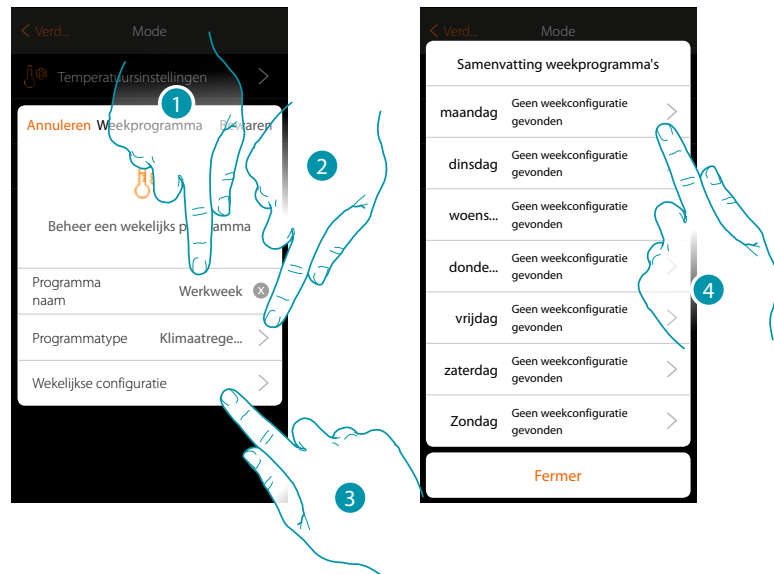 < Verd... Mode
Temperatuursinstellingen
1
Annuleren Weekprogramma Bewaren
2
Beheer een wekelijks programma
Programma
naam
Werkweek x
Programmatype Klimaatrege...
Wekelijkse configuratie
3
< Verd... Mode
Samenvatting weekprogramma's
maandag Geen weekconfiguratie
gevonden
dinsdag Geen weekconfiguratie
gevonden
woens... Geen weekconfiguratie
gevonden
donde... Geen weekconfiguratie
gevonden
4
vrijdag Geen weekconfiguratie
gevonden
zaterdag Geen weekconfiguratie
gevonden
Zondag Geen weekconfiguratie
gevonden
Fermer